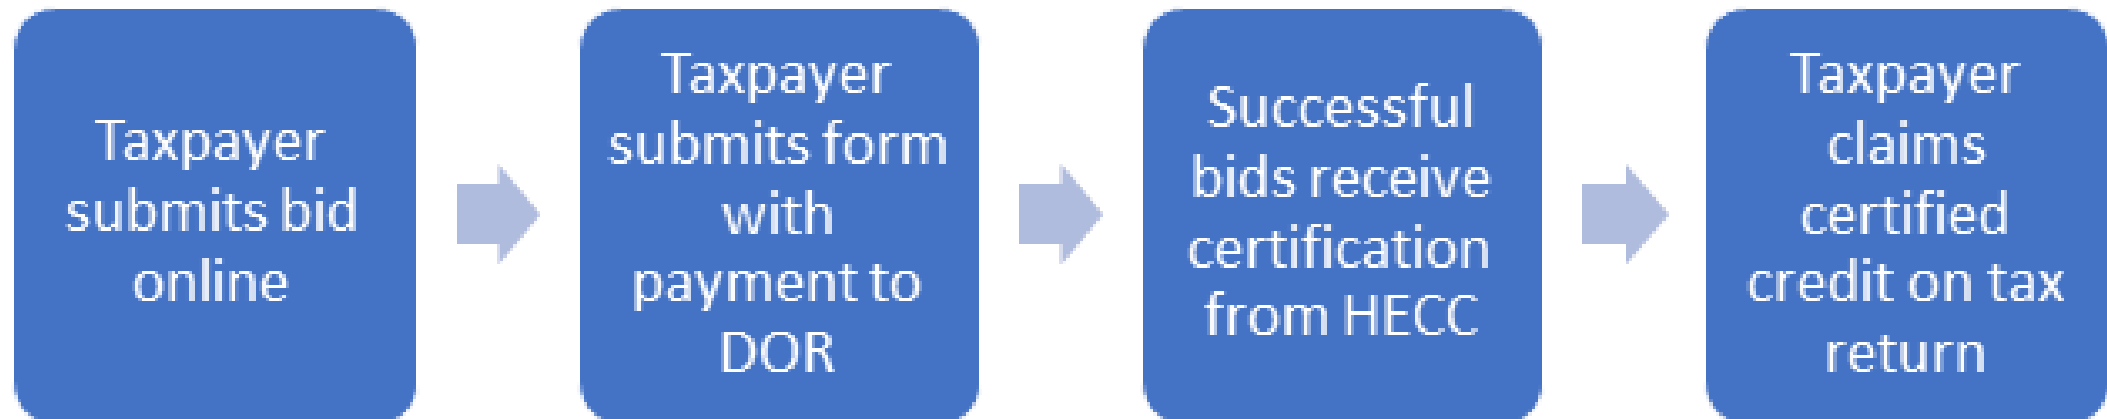 Taxpayer
submits bid
online
Taxpayer
submits form
with
payment to
DOR
Successful
bids receive
certification
from HECC
Taxpayer
claims
certified
credit on tax
return